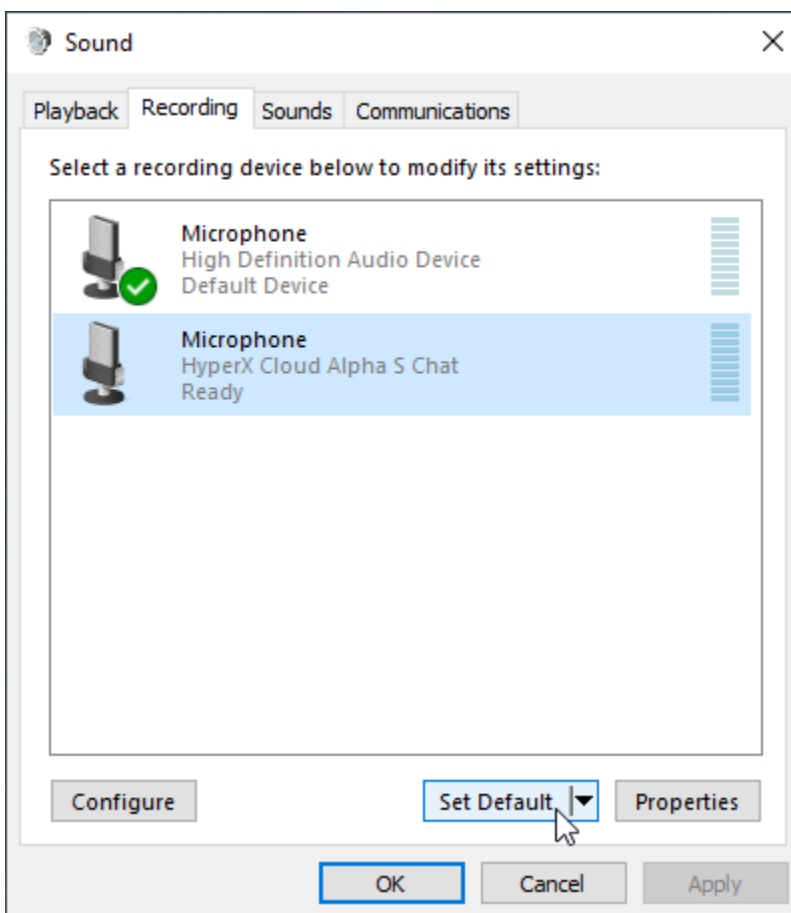 Sound
Playback Recording Sounds Communications
Select a recording device below to modify its settings:
Microphone
High Definition Audio Device
Default Device
Microphone
HyperX Cloud Alpha S Chat
Ready
Configure Set Default Properties
OK Cancel Apply